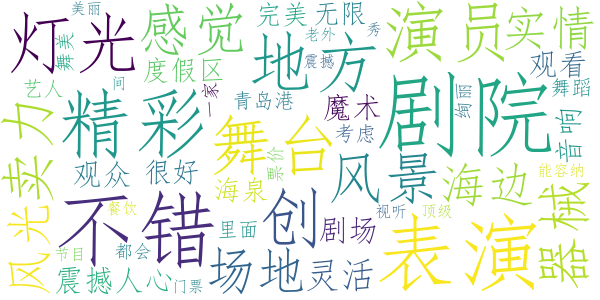 美丽
完美无限
灯光
感觉
演员
实情
舞美
老外
秀
度假区
地方
震撼
观看
艺人
问
一家
青岛港
魔术
剧院
绚丽
舞蹈
精彩
卖力
舞台
考虑
音响
观众
很好
票价
风景
海边
能容纳
风光
不错
海泉
创
器械
餐饮
里面
剧场
视听
顶级
表演
节目
都会
场地
灵活
震撼人心
门票